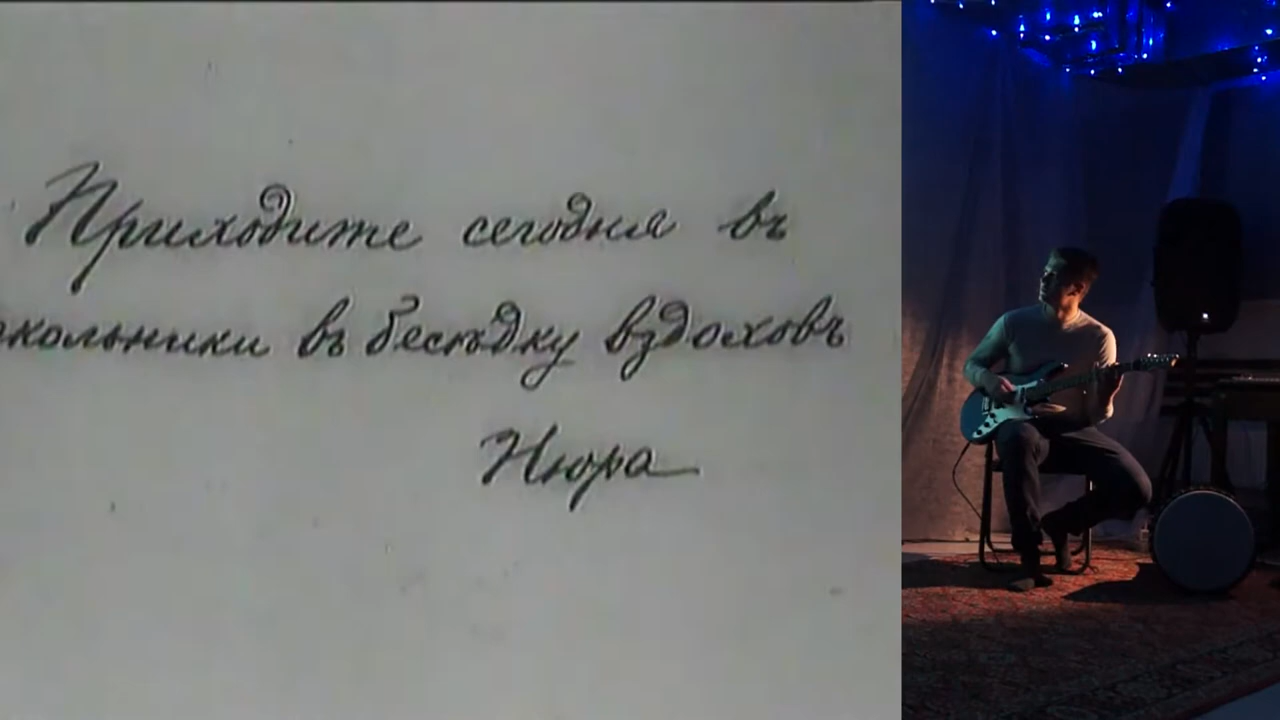 Приходите сегодня въ
окольники въ бесѣдку вздоховъ
Нюра